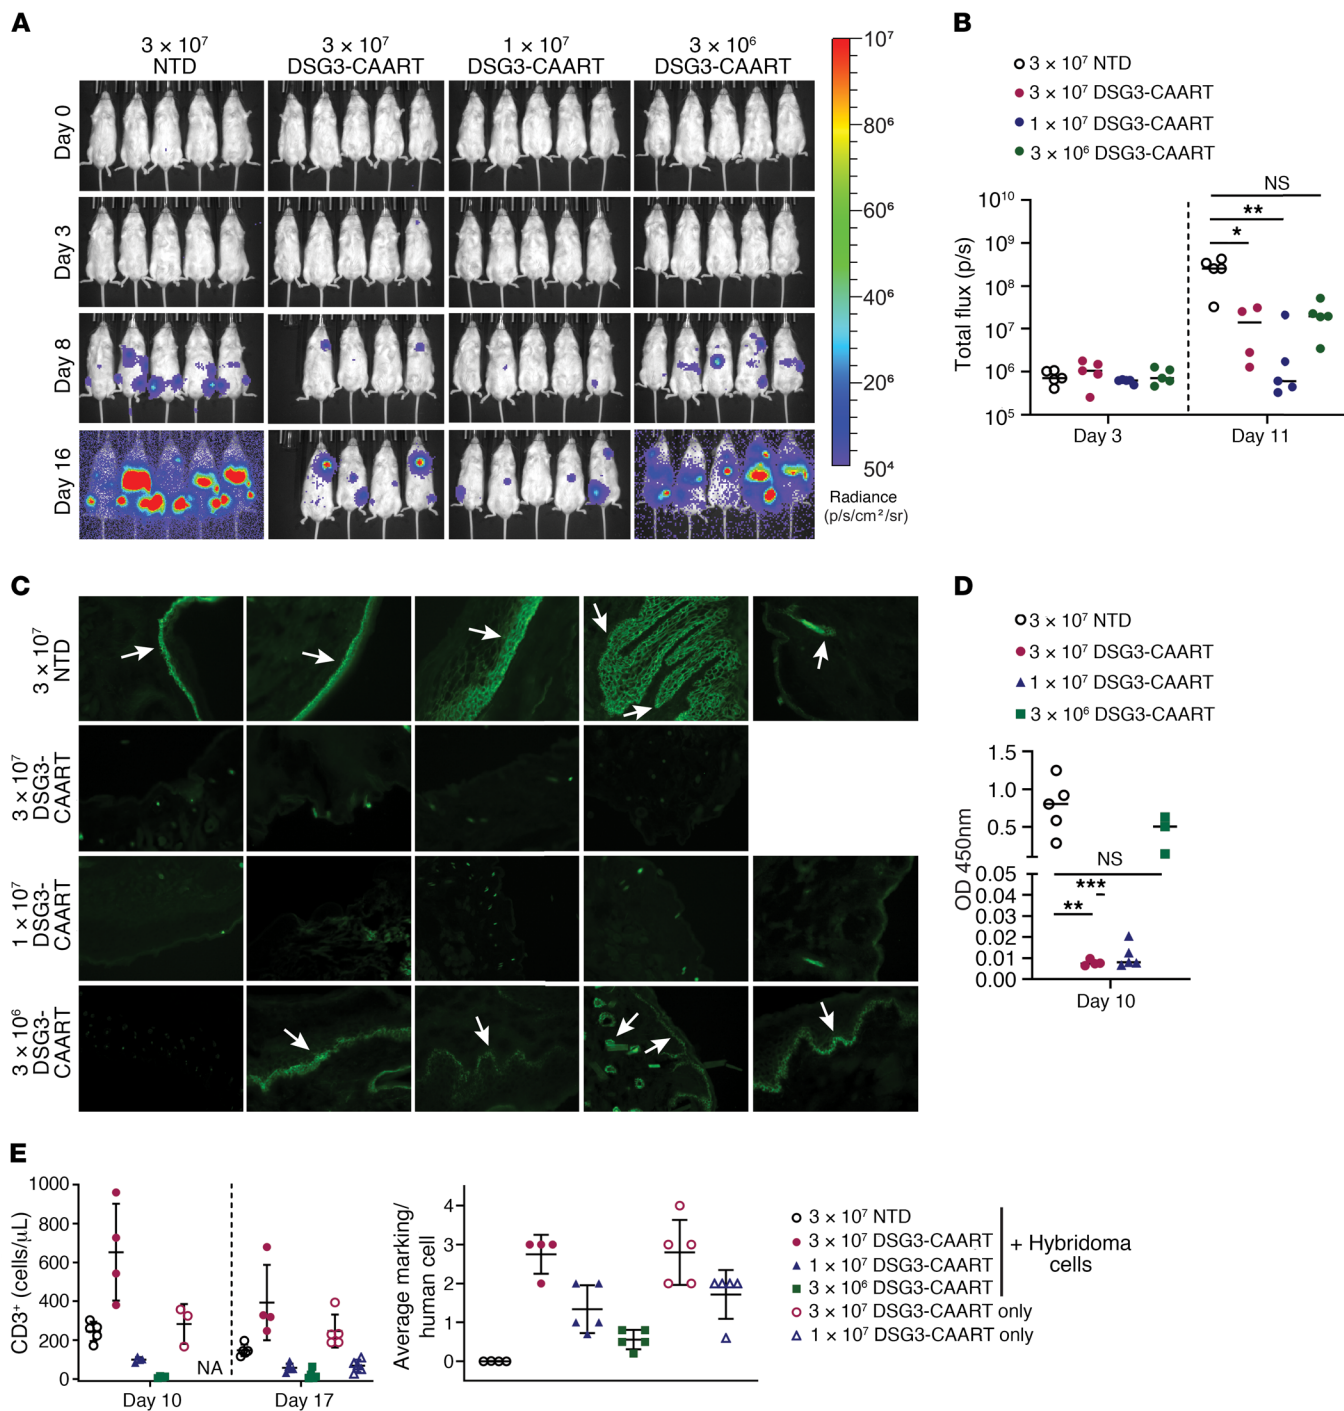 A
3 × 10⁷
NTD
3 × 10⁷
DSG3-CAART
1 × 10⁷
DSG3-CAART
3 × 10⁶
DSG3-CAART
Day 0
Day 3
Day 8
Day 16
10⁷
80⁶
60⁶
40⁶
20⁶
50⁴
Radiance
(p/s/cm²/sr)
B
3 × 10⁷ NTD
3 × 10⁷ DSG3-CAART
1 × 10⁷ DSG3-CAART
3 × 10⁶ DSG3-CAART
Total flux (p/s)
10¹⁰
10⁹
10⁸
10⁷
10⁶
10⁵
NS
**
*
Day 3
Day 11
C
3 × 10⁷
NTD
3 × 10⁷
DSG3-
CAART
1 × 10⁷
DSG3-
CAART
3 × 10⁶
DSG3-
CAART
D
3 × 10⁷ NTD
3 × 10⁷ DSG3-CAART
1 × 10⁷ DSG3-CAART
3 × 10⁶ DSG3-CAART
OD 450nm
1.5
1.0
0.5
0.05
0.04
0.03
0.02
0.01
0.00
NS
***
**
Day 10
E
CD3⁺ (cells/μL)
1000
800
600
400
200
0
NA
Day 10
Day 17
Average marking/
human cell
4
3
2
1
0
3 × 10⁷ NTD
3 × 10⁷ DSG3-CAART
1 × 10⁷ DSG3-CAART
3 × 10⁶ DSG3-CAART
+ Hybridoma
cells
3 × 10⁷ DSG3-CAART only
1 × 10⁷ DSG3-CAART only